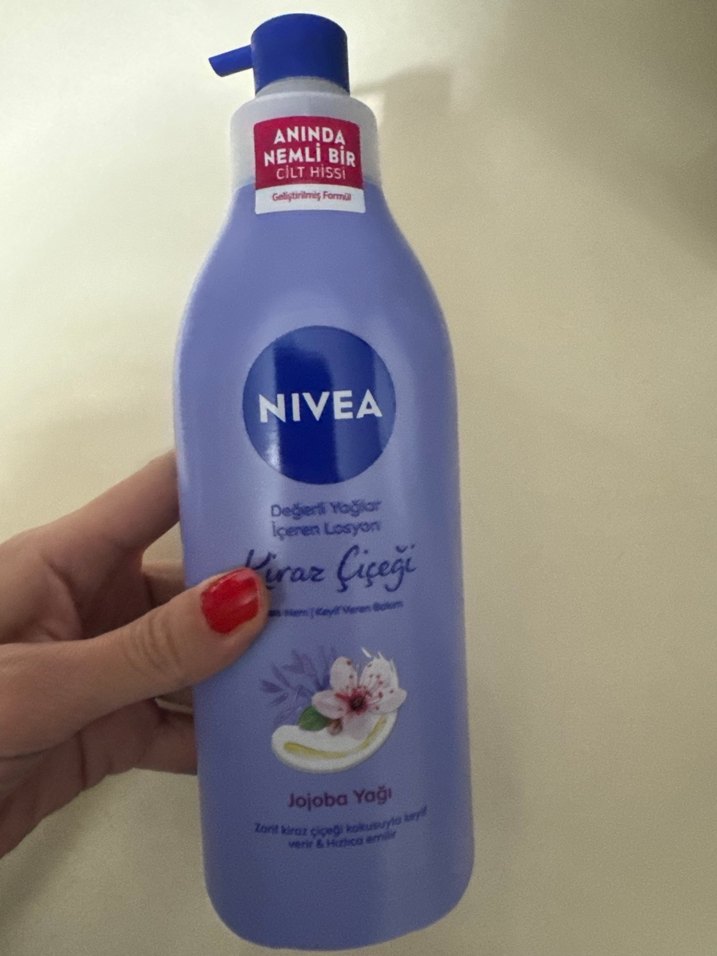 ANINDA
NEMLİ BİR
CİLT HİSSİ
Geliştirilmiş Formül
NIVEA
Değerli Yağlar
İçeren Losyon
Kiraz Çiçeği
Nem | Keyif Veren Bakım
Jojoba Yağı
Zarif kiraz çiçeği kokusuyla keyif
verir & Hızlıca emilir